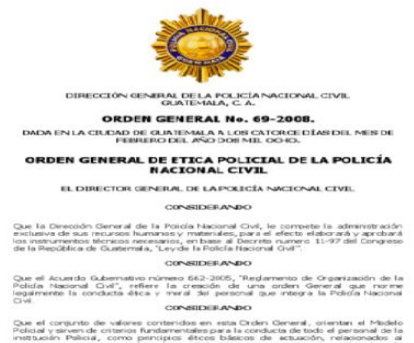 POLICIA NACIONAL CIVIL
DIRECCIÓN GENERAL DE LA POLICÍA NACIONAL CIVIL
GUATEMALA, C. A.
ORDEN GENERAL No. 69-2008.
DADA EN LA CIUDAD DE GUATEMALA A LOS CATORCE DÍAS DEL MES DE
FEBRERO DEL AÑO DOS MIL OCHO.
ORDEN GENERAL DE ETICA POLICIAL DE LA POLICÍA
NACIONAL CIVIL
EL DIRECTOR GENERAL DE LA POLICÍA NACIONAL CIVIL
CONSIDERANDO
Que la Dirección General de la Policía Nacional Civil, le compete la administración
exclusiva de sus recursos humanos y materiales, para el efecto elaborará y aprobará
los instrumentos técnicos necesarios, en base al Decreto numero 11-97 del Congreso
de la República de Guatemala, "Ley de la Policía Nacional Civil".
CONSIDERANDO
Que el Acuerdo Gubernativo número 662-2005, "Reglamento de Organización de la
Policía Nacional Civil", refiere la creación de una orden General que norme
legalmente la conducta ética y moral del personal que integra la Policía Nacional
Civil.
CONSIDERANDO
Que el conjunto de valores contenidos en esta Orden General, orientan el Modelo
Policial y sirven de criterios fundamentales para la conducta de todo el personal de la
institución Policial, como principios éticos básicos de actuación, relacionados al